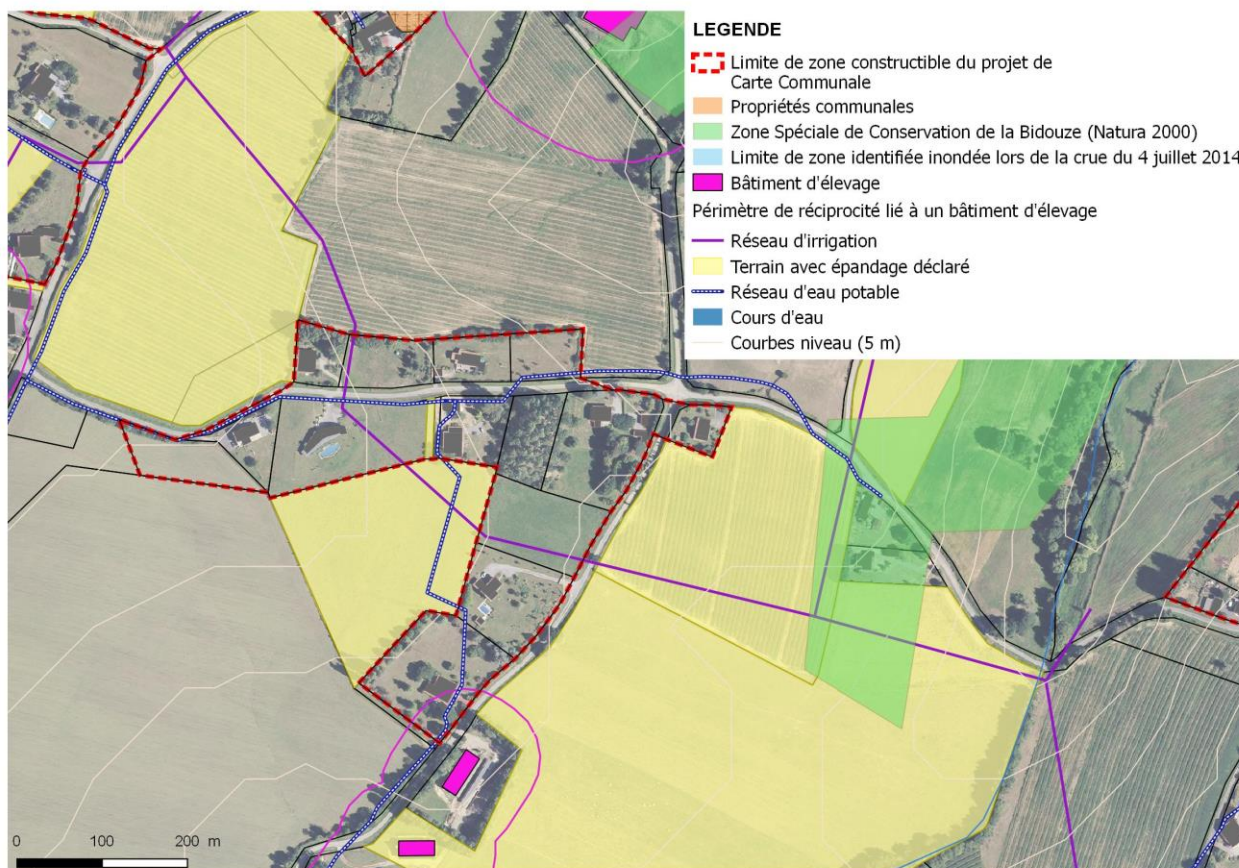 LEGENDE
Limite de zone constructible du projet de
Carte Communale
Propriétés communales
Zone Spéciale de Conservation de la Bidouze (Natura 2000)
Limite de zone identifiée inondée lors de la crue du 4 juillet 2014
Bâtiment d'élevage
Périmètre de réciprocité lié à un bâtiment d'élevage
Réseau d'irrigation
Terrain avec épandage déclaré
Réseau d'eau potable
Cours d'eau
Courbes niveau (5 m)
0 100 200 m